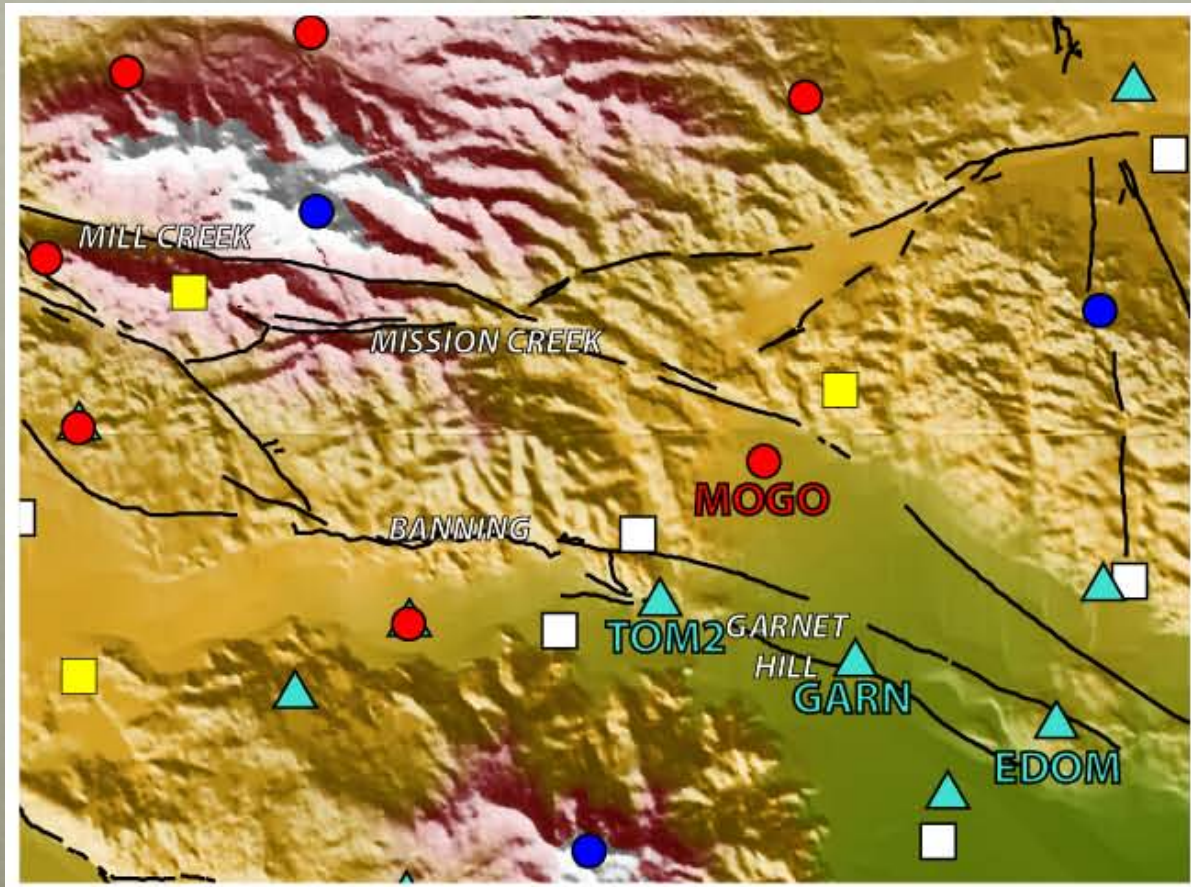 MILL CREEK
MISSION CREEK
MOGO
BANNING
TOM2
GARNET
HILL
GARN
EDOM